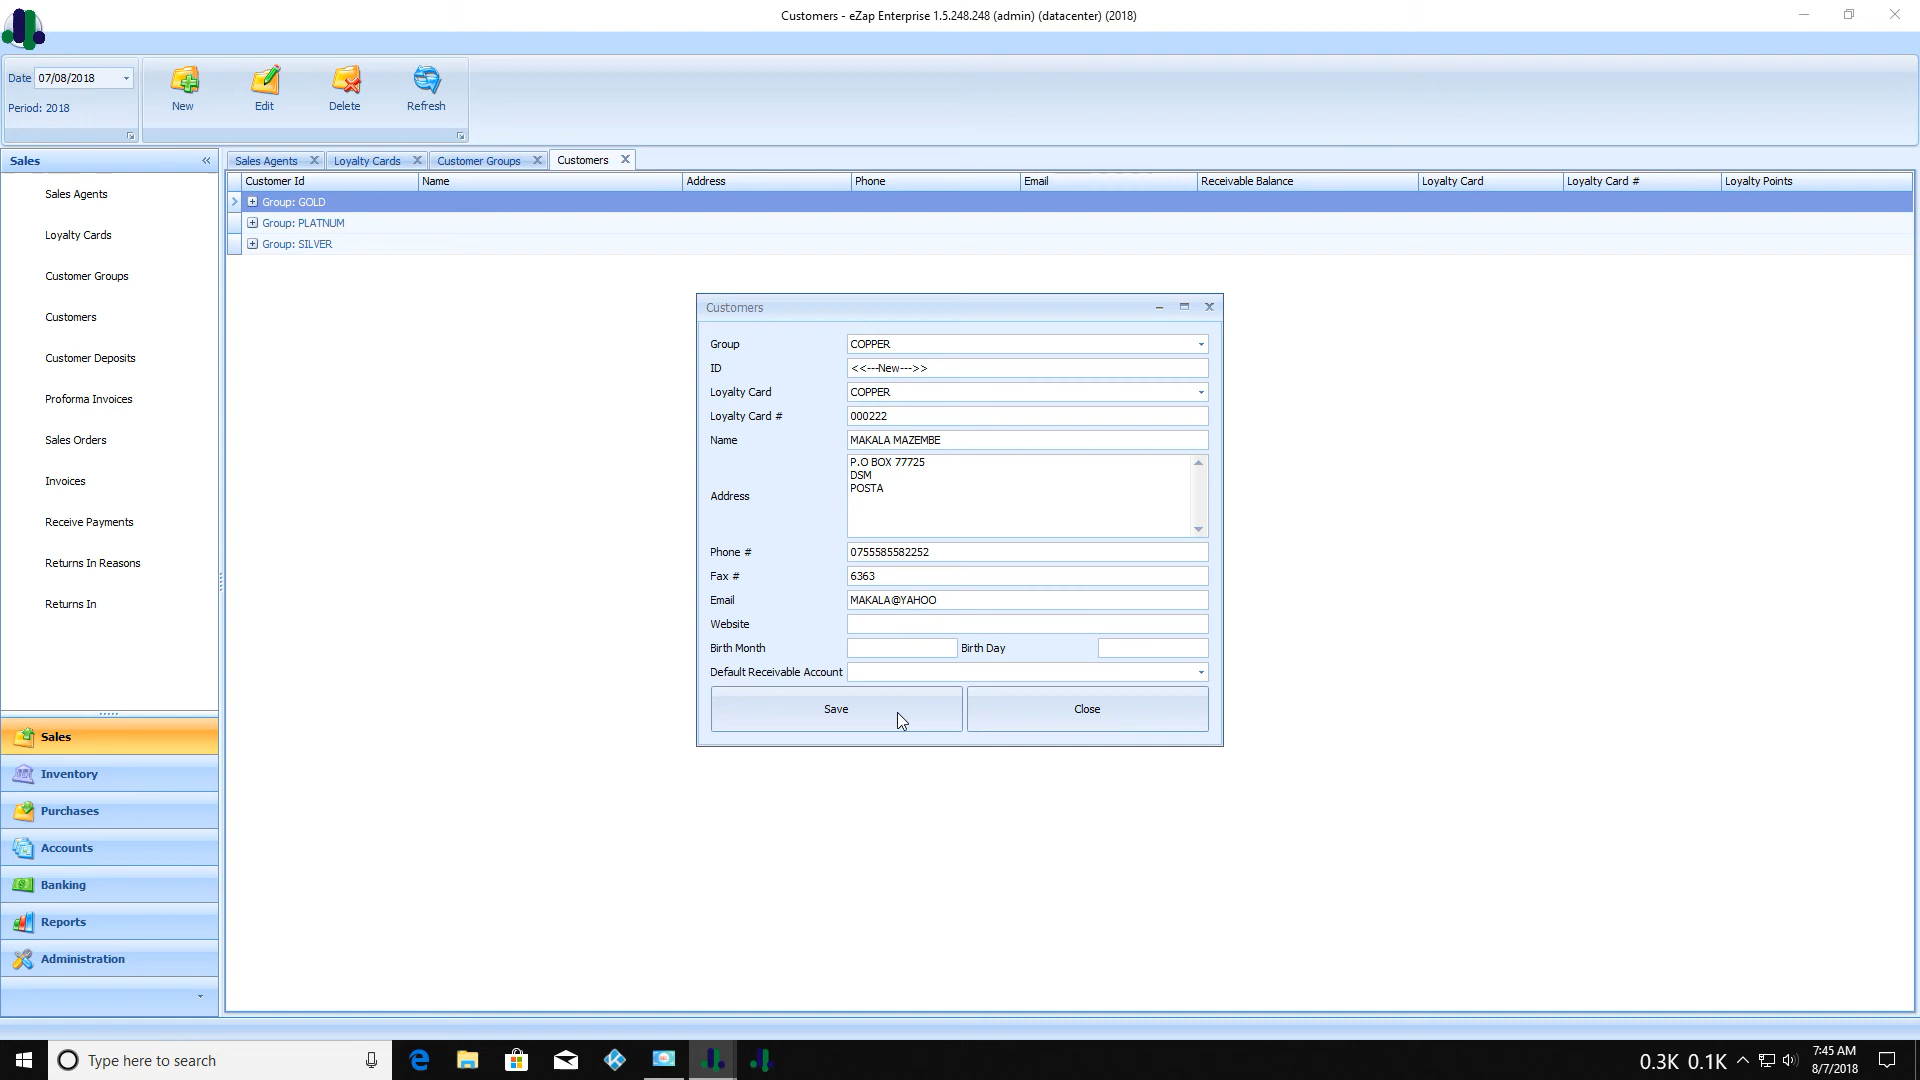 Customers - eZap Enterprise 1.5.248.248 (admin) (datacenter) (2018)
Date 07/08/2018
Period: 2018
New Edit Delete Refresh
Sales
Sales Agents Loyalty Cards Customer Groups Customers
Customer Id Name Address Phone Email Receivable Balance Loyalty Card Loyalty Card # Loyalty Points
Group: GOLD
Group: PLATNUM
Group: SILVER
Sales Agents
Loyalty Cards
Customer Groups
Customers
Customer Deposits
Proforma Invoices
Sales Orders
Invoices
Receive Payments
Returns In Reasons
Returns In
Customers
Group COPPER
ID <<---New--->>
Loyalty Card COPPER
Loyalty Card # 000222
Name MAKALA MAZEMBE
Address P.O BOX 77725
DSM
POSTA
Phone # 0755585582252
Fax # 6363
Email MAKALA@YAHOO
Website
Birth Month Birth Day
Default Receivable Account
Save Close
Sales
Inventory
Purchases
Accounts
Banking
Reports
Administration
Type here to search
0.3K 0.1K
7:45 AM
8/7/2018